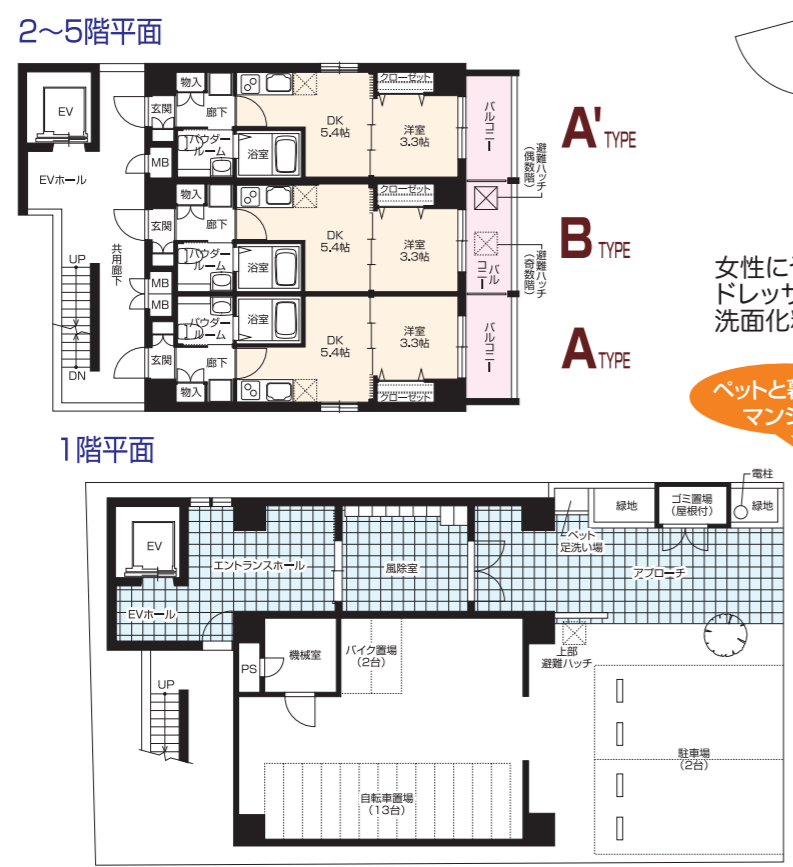 2〜5階平面
EV
EVホール
共用廊下
UP
DN
物入
玄関
廊下
MB
パウダー
ルーム
浴室
DK
5.4帖
クローゼット
洋室
3.3帖
バルコニー
避難ハッチ
(偶数階)
A' TYPE
物入
玄関
廊下
パウダー
ルーム
浴室
MB
DK
5.4帖
クローゼット
洋室
3.3帖
バル
コニー
避難ハッチ
(奇数階)
B TYPE
MB
パウダー
ルーム
浴室
玄関
廊下
物入
DK
5.4帖
洋室
3.3帖
クローゼット
バルコニー
A TYPE
女性に
ドレッサ
洗面化
ペットと
マンシ
1階平面
EV
EVホール
エントランスホール
風除室
ペット
足洗い場
緑地
ゴミ置場
(屋根付)
電柱
緑地
アプローチ
上部
避難ハッチ
UP
PS
機械室
バイク置場
(2台)
自転車置場
(13台)
駐車場
(2台)